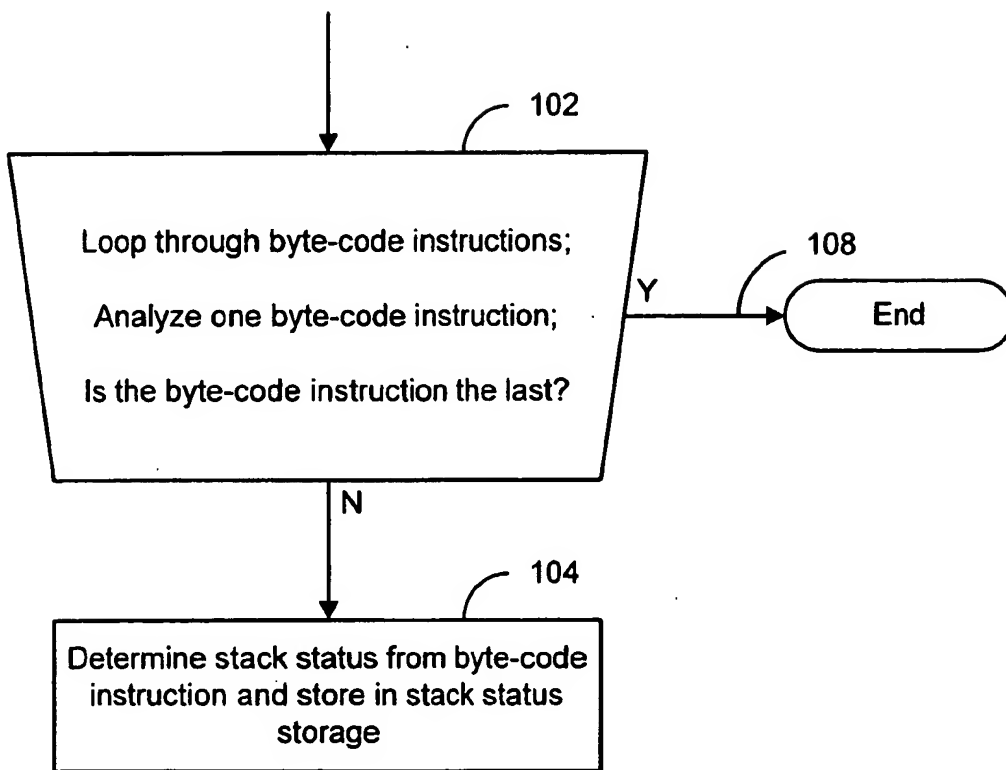 102
Loop through byte-code instructions;
Analyze one byte-code instruction;
Is the byte-code instruction the last?
Y
108
End
N
104
Determine stack status from byte-code
instruction and store in stack status
storage